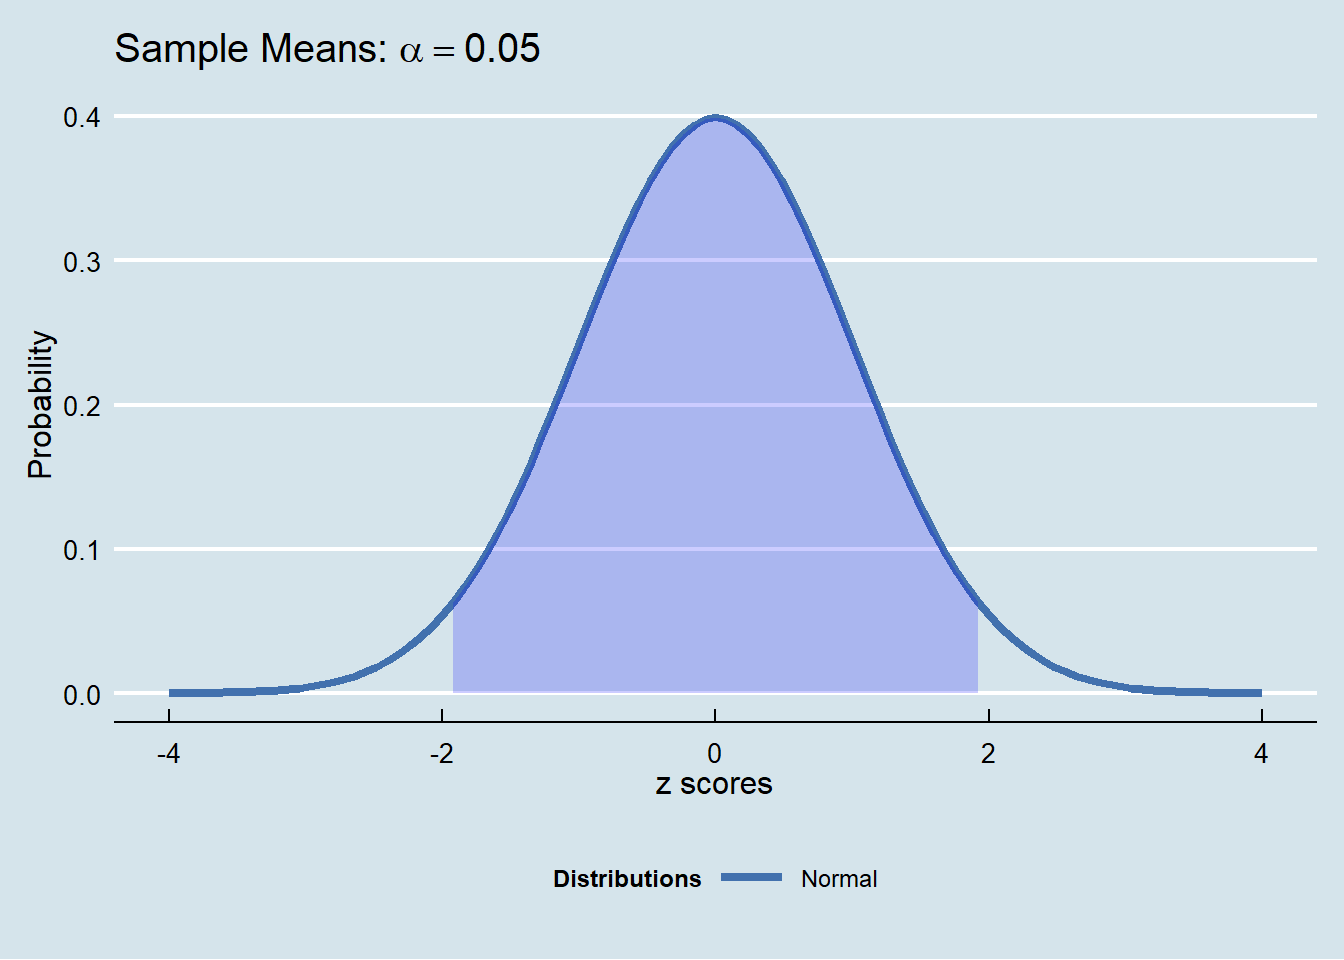 Sample Means: α = 0.05
Probability
0.4
0.3
0.2
0.1
0.0
-4 -2 0 2 4
z scores
Distributions Normal